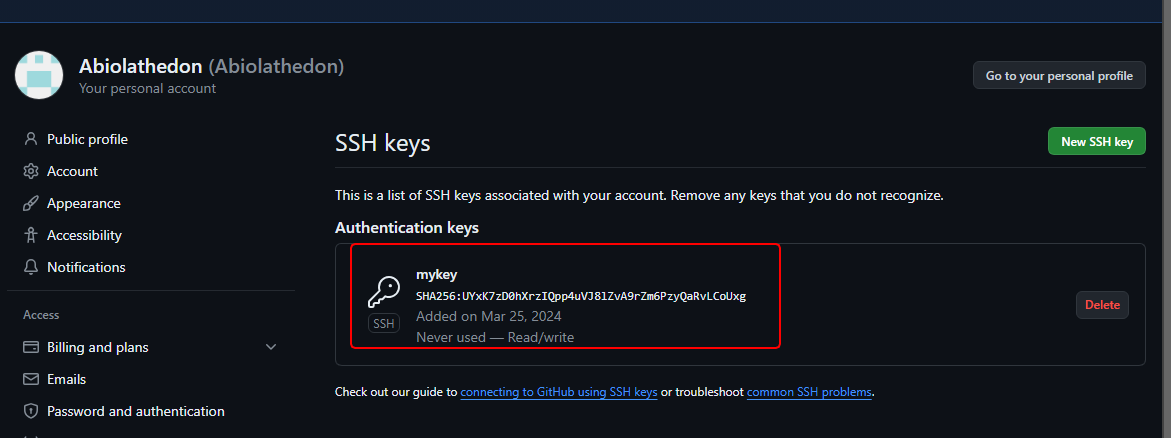 Abiolathedon (Abiolathedon)
Your personal account
Go to your personal profile
Public profile
Account
Appearance
Accessibility
Notifications
Access
Billing and plans
Emails
Password and authentication
SSH keys
New SSH key
This is a list of SSH keys associated with your account. Remove any keys that you do not recognize.
Authentication keys
mykey
SHA256:UYxK7zD0hXrzIQpp4uVJ8lZvA9rZm6PzyQaRvLCoUxg
Added on Mar 25, 2024
Never used — Read/write
SSH
Delete
Check out our guide to connecting to GitHub using SSH keys or troubleshoot common SSH problems.